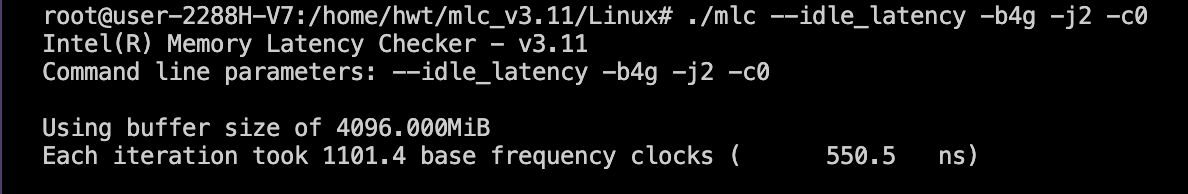 root@user-2288H-V7:/home/hwt/mlc_v3.11/Linux# ./mlc --idle_latency -b4g -j2 -c0
Intel(R) Memory Latency Checker - v3.11
Command line parameters: --idle_latency -b4g -j2 -c0

Using buffer size of 4096.000MiB
Each iteration took 1101.4 base frequency clocks (      550.5   ns)